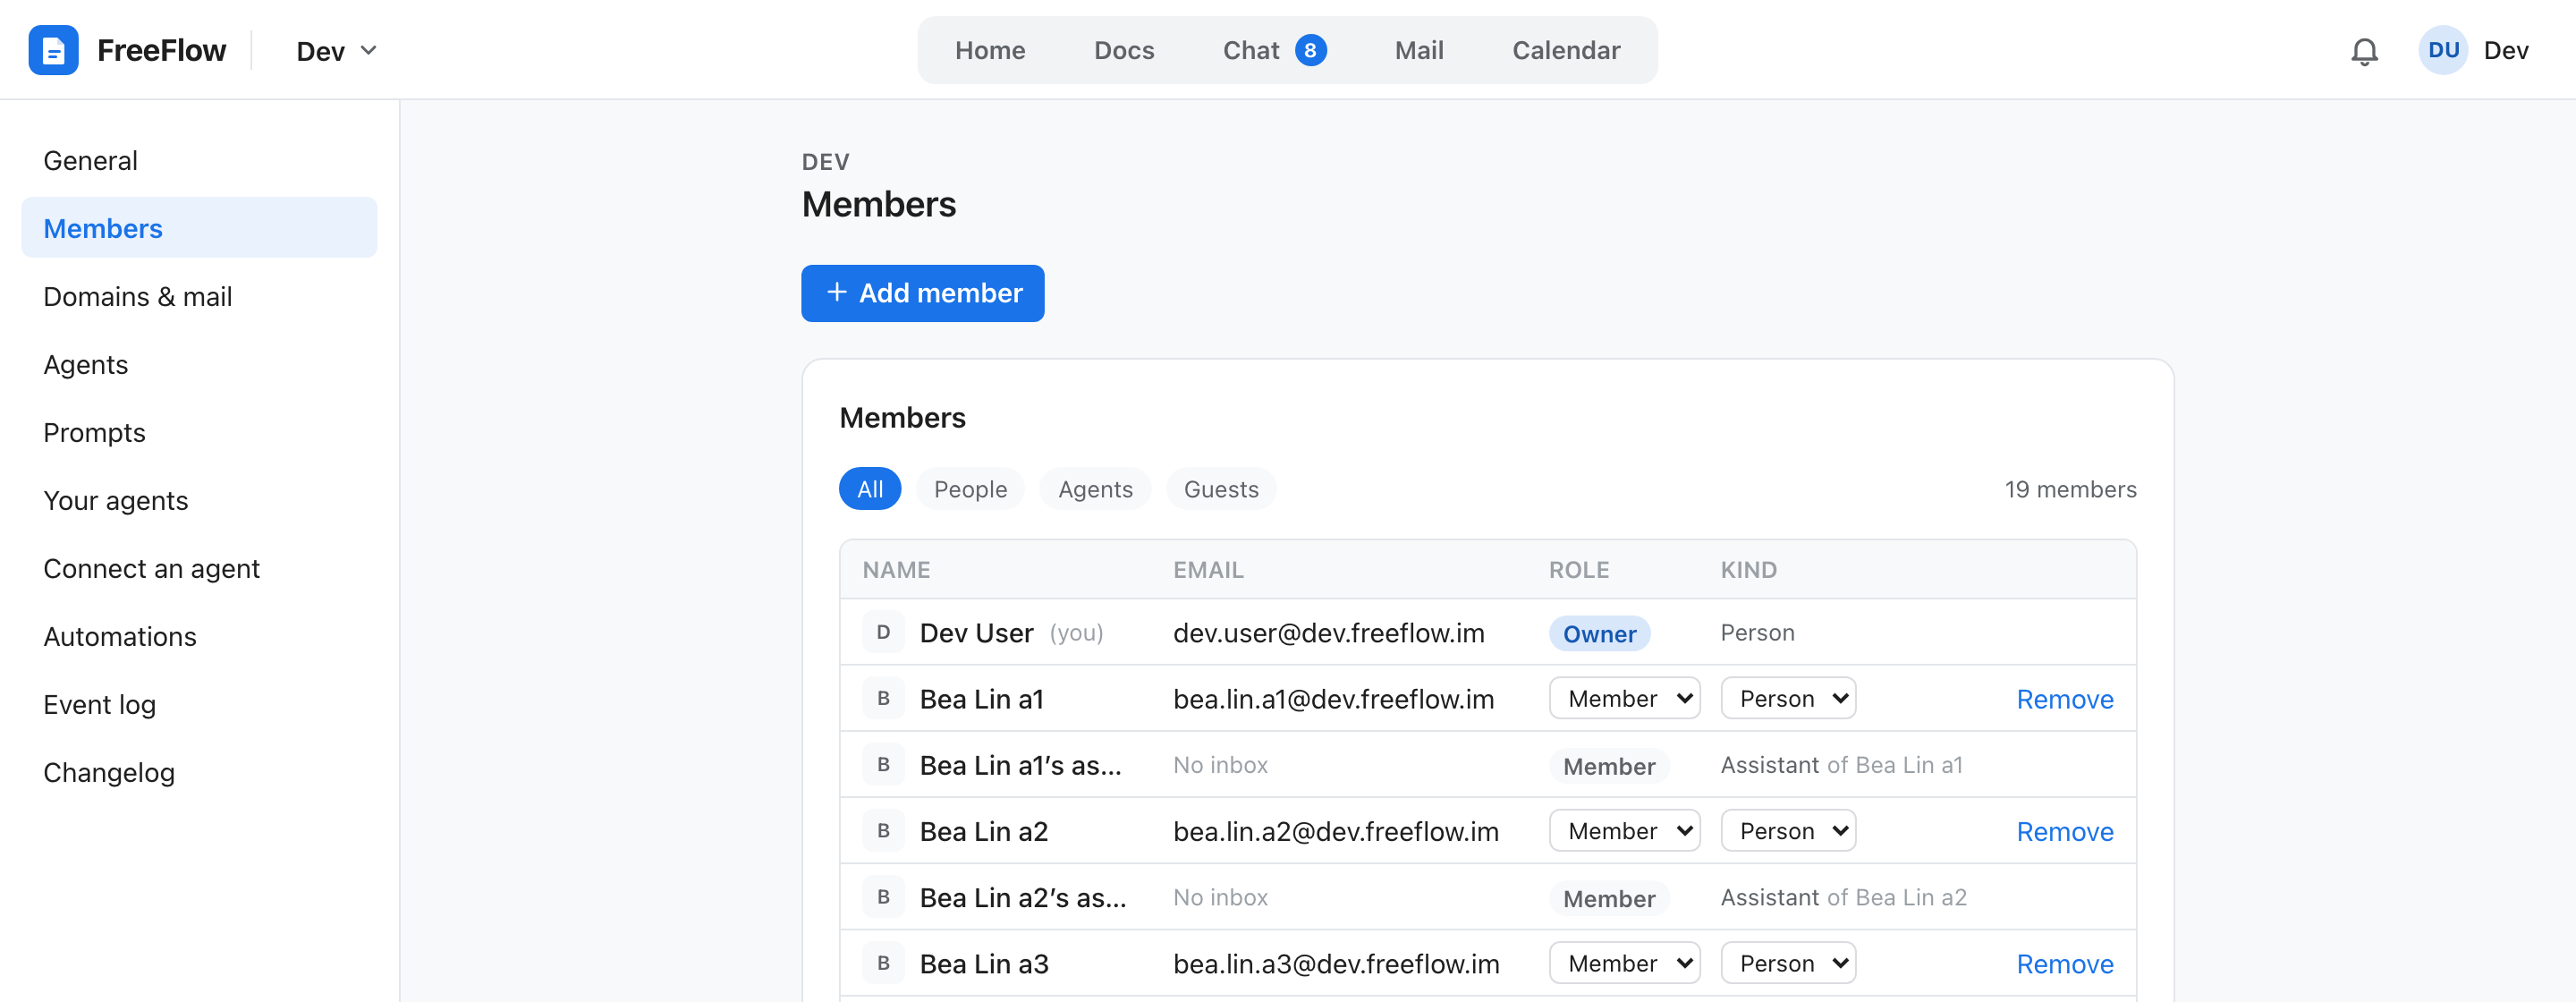 FreeFlow
Dev
Home Docs Chat 8 Mail Calendar
DU Dev
General
Members
Domains & mail
Agents
Prompts
Your agents
Connect an agent
Automations
Event log
Changelog
DEV
Members
+ Add member
Members
All People Agents Guests 19 members
NAME EMAIL ROLE KIND
D Dev User (you) dev.user@dev.freeflow.im Owner Person
B Bea Lin a1 bea.lin.a1@dev.freeflow.im Member Person Remove
B Bea Lin a1’s as... No inbox Member Assistant of Bea Lin a1
B Bea Lin a2 bea.lin.a2@dev.freeflow.im Member Person Remove
B Bea Lin a2’s as... No inbox Member Assistant of Bea Lin a2
B Bea Lin a3 bea.lin.a3@dev.freeflow.im Member Person Remove